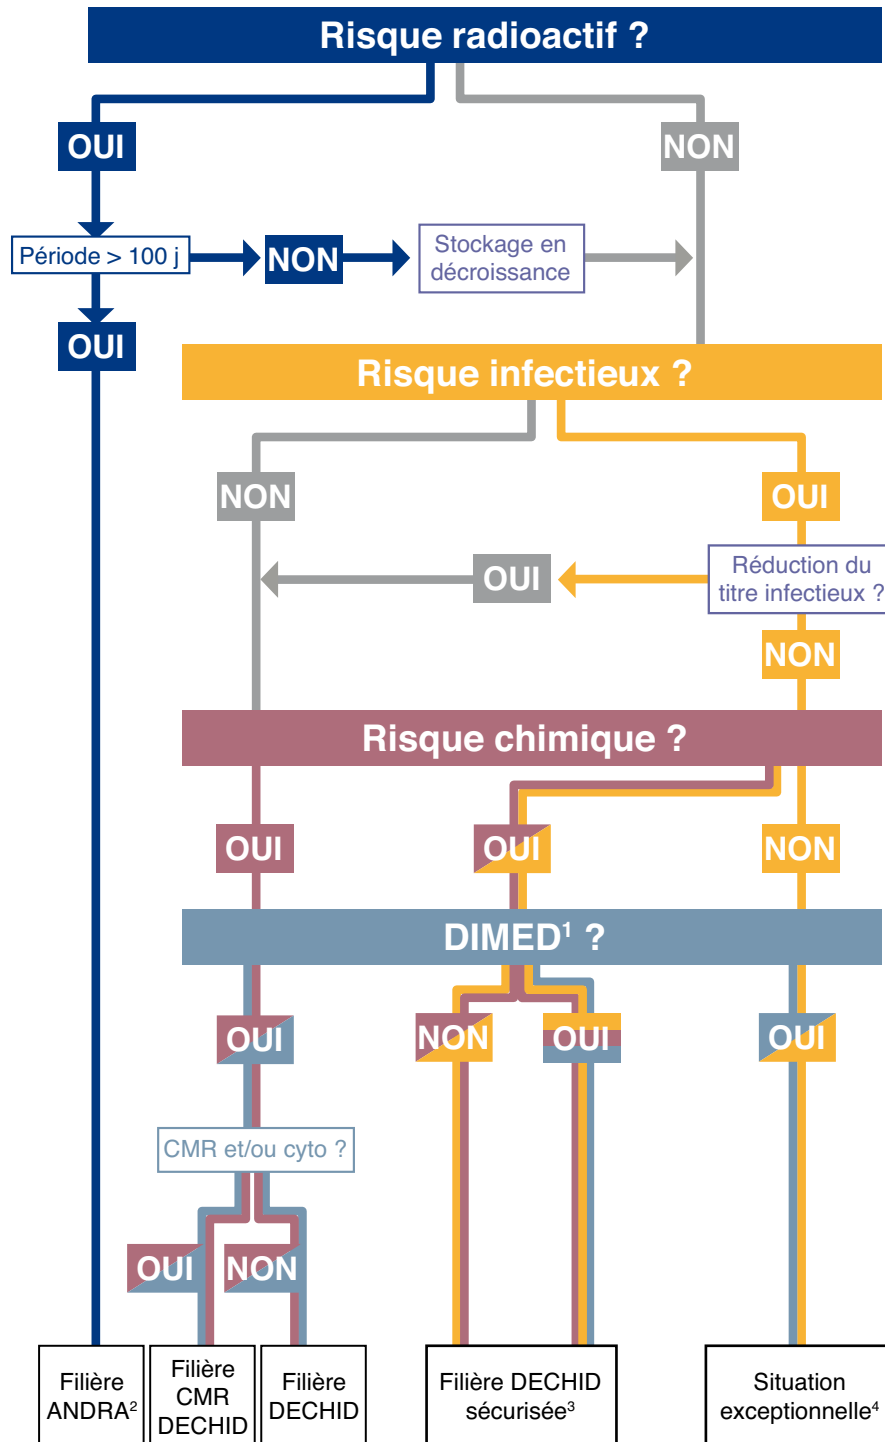 Risque radioactif ?
OUI
NON
Période > 100 j
NON
Stockage en
décroissance
OUI
Risque infectieux ?
NON
OUI
OUI
Réduction du
titre infectieux ?
NON
Risque chimique ?
OUI
OUI
NON
DIMED¹ ?
OUI
NON
OUI
OUI
CMR et/ou cyto ?
OUI
NON
Filière
ANDRA²
Filière
CMR
DECHID
Filière
DECHID
Filière DECHID
sécurisée³
Situation
exceptionnelle⁴